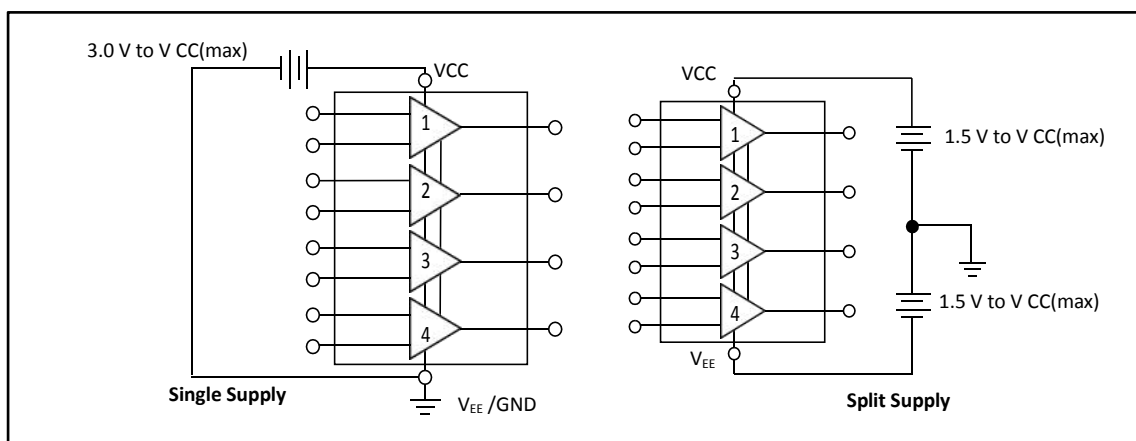 3.0 V to V CC(max)
VCC
1
2
3
4
Single Supply
VEE /GND
VCC
1
2
3
4
VEE
1.5 V to V CC(max)
1.5 V to V CC(max)
Split Supply